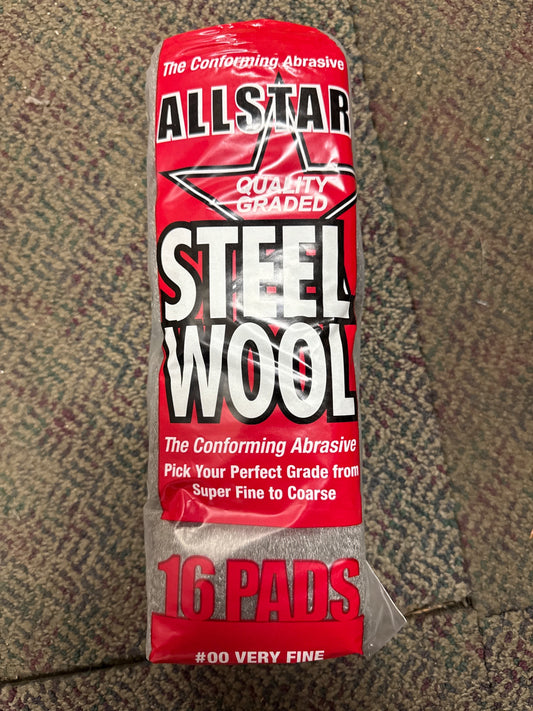 The Conforming Abrasive
ALLSTAR
QUALITY
GRADED
STEEL
WOOL
The Conforming Abrasive
Pick Your Perfect Grade from
Super Fine to Coarse
16 PADS
#00 VERY FINE